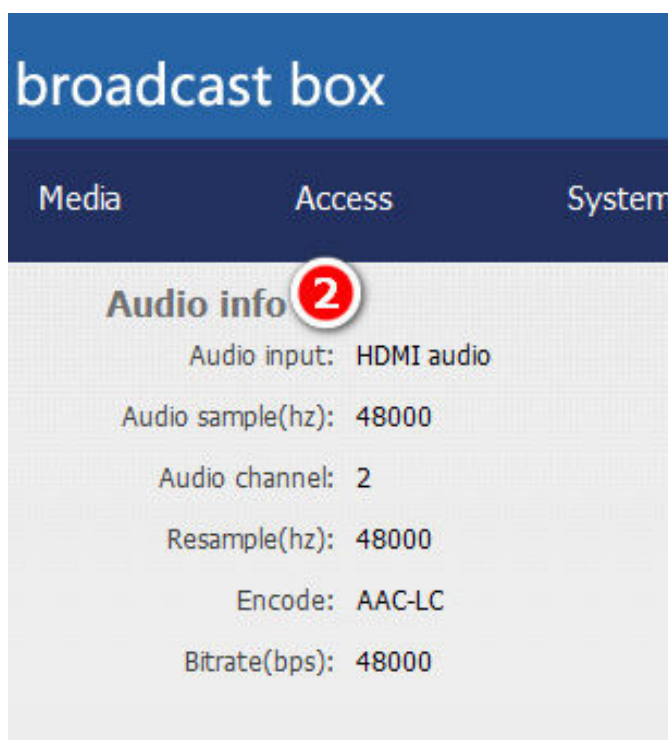 broadcast box
Media Access System
Audio info 2
Audio input: HDMI audio
Audio sample(hz): 48000
Audio channel: 2
Resample(hz): 48000
Encode: AAC-LC
Bitrate(bps): 48000